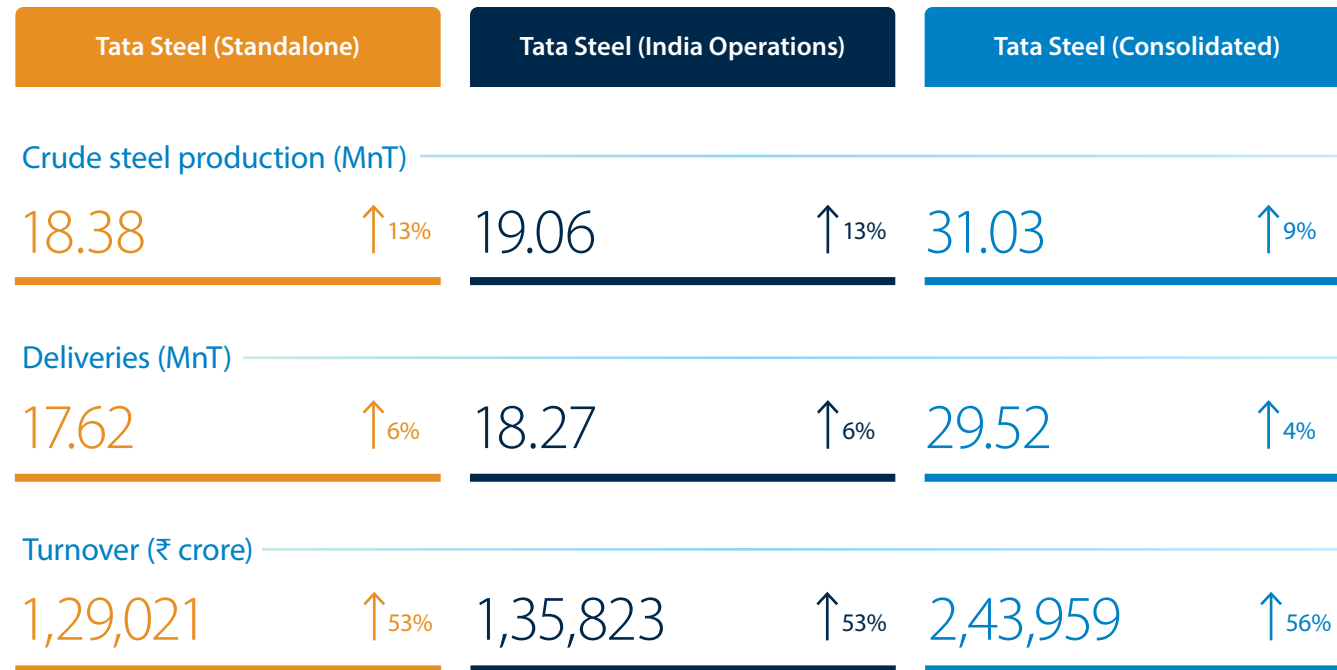 Tata Steel (Standalone) Tata Steel (India Operations) Tata Steel (Consolidated)
Crude steel production (MnT)
18.38 ↑13% 19.06 ↑13% 31.03 ↑9%
Deliveries (MnT)
17.62 ↑6% 18.27 ↑6% 29.52 ↑4%
Turnover (₹ crore)
1,29,021 ↑53% 1,35,823 ↑53% 2,43,959 ↑56%